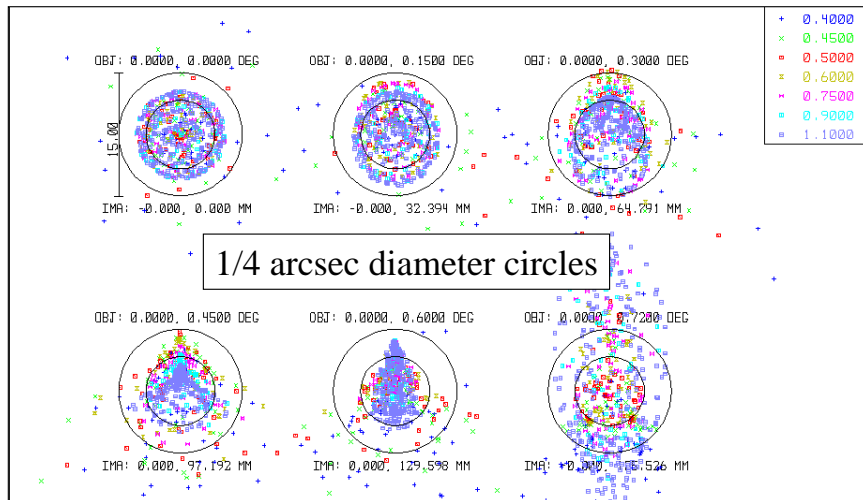 + 0.4000
× 0.4500
0.5000
0.6000
0.7500
0.9000
1.1000
OBJ: 0.0000, 0.0000 DEG
OBJ: 0.0000, 0.1500 DEG
OBJ: 0.0000, 0.3000 DEG
15.00
IMA: -0.000, 0.000 MM
IMA: -0.000, 32.394 MM
IMA: 0.000, 64.791 MM
1/4 arcsec diameter circles
OBJ: 0.0000, 0.4500 DEG
OBJ: 0.0000, 0.6000 DEG
OBJ: DEG
IMA: 0.000, 97.192 MM
IMA: 0.000, 129.598 MM
IMA: MM